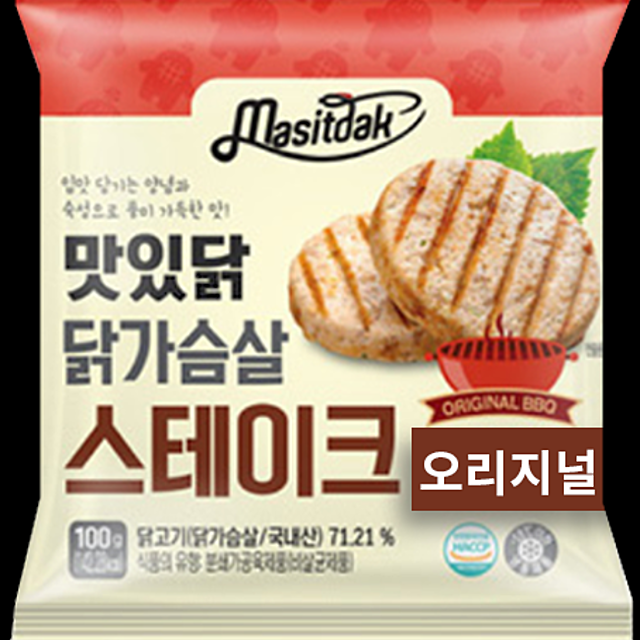 Masitdak
입맛 당기는 양념과
숙성으로 풍미 가득한 맛!
맛있닭
닭가슴살
스테이크
ORIGINAL BBQ
오리지널
100g
닭고기(닭가슴살/국내산) 71.21 %
식품의 유형: 분쇄가공육제품(비살균제품)
HACCP